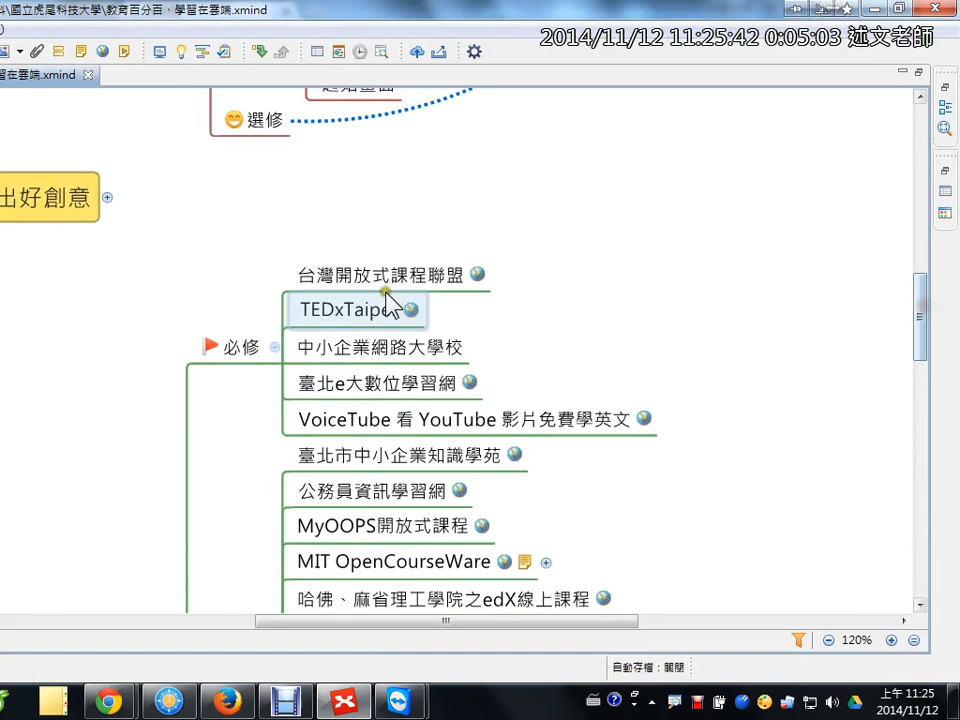 \國立虎尾科技大學\教育百分百，學習在雲端.xmind
2014/11/12 11:25:42 0:05:03 述文老師
習在雲端.xmind
選修
出好創意
台灣開放式課程聯盟
TEDxTaipe
必修
中小企業網路大學校
臺北e大數位學習網
VoiceTube 看 YouTube 影片免費學英文
臺北市中小企業知識學苑
公務員資訊學習網
MyOOPS開放式課程
MIT OpenCourseWare
哈佛、麻省理工學院之edX線上課程
120%
自動存檔：關閉
上午 11:25
2014/11/12